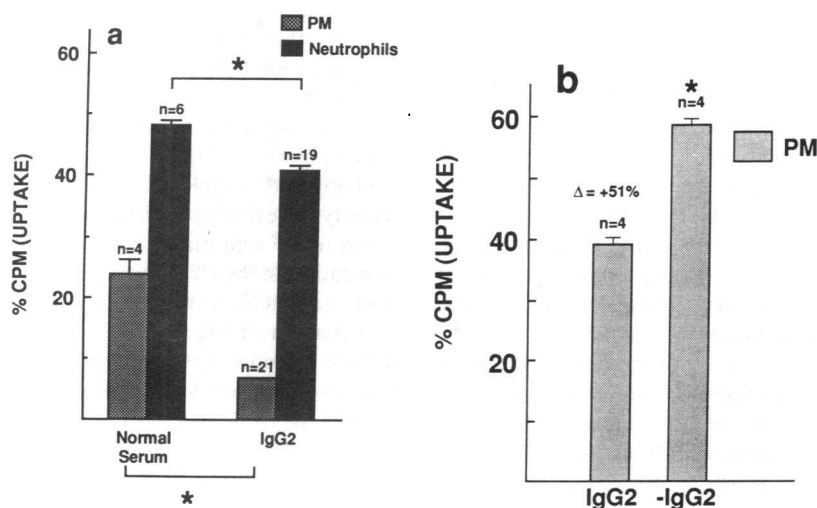 a
PM
Neutrophils
60
40
20
% CPM (UPTAKE)
*
n=6
n=19
n=4
n=21
Normal
Serum
IgG2
*
b
PM
60
40
20
% CPM (UPTAKE)
*
n=4
Δ = +51%
n=4
IgG2
-IgG2